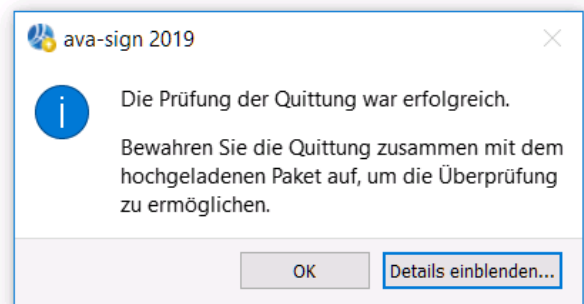 ava-sign 2019
Die Prüfung der Quittung war erfolgreich.
Bewahren Sie die Quittung zusammen mit dem
hochgeladenen Paket auf, um die Überprüfung
zu ermöglichen.
OK
Details einblenden...